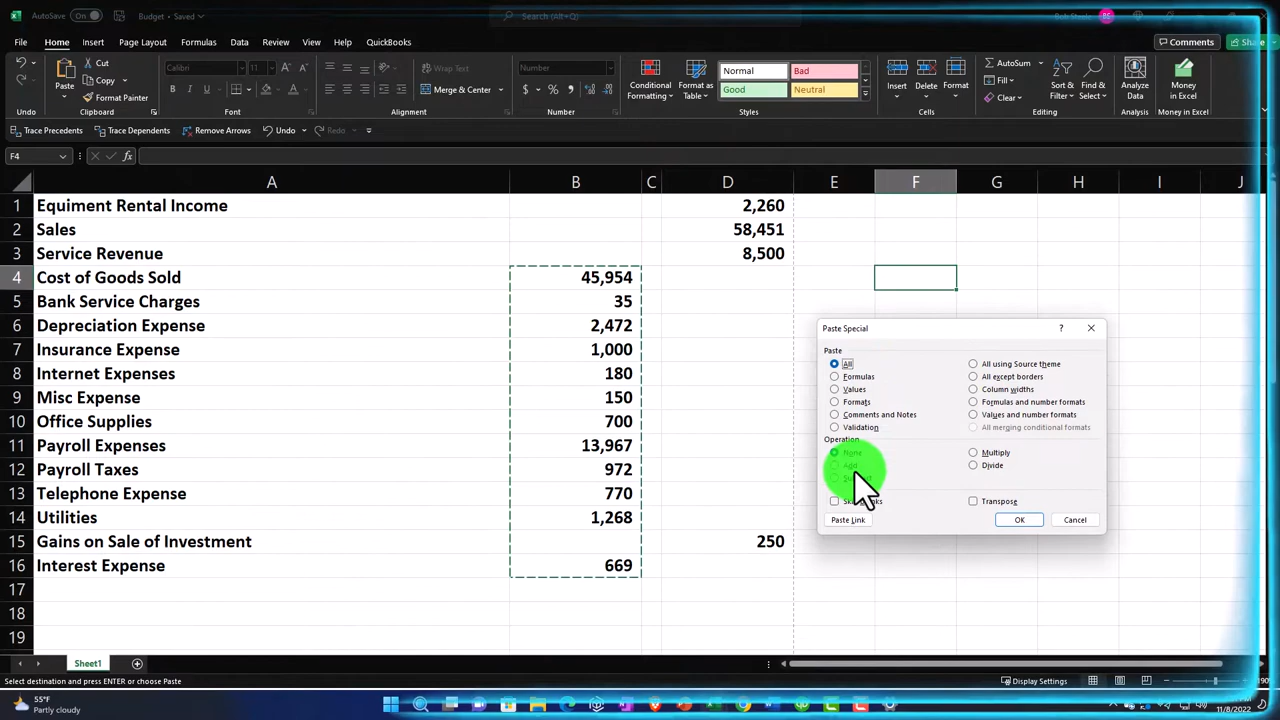 AutoSave On Budget - Saved Search (Alt+Q)
File Home Insert Page Layout Formulas Data Review View Help QuickBooks Comments Share
Cut
Copy
Format Painter
Paste
Calibri 11
Wrap Text
Merge & Center
Number
Conditional Formatting
Format as Table
Normal Bad
Good Neutral
Insert Delete Format
AutoSum
Fill
Clear
Sort & Filter
Find & Select
Analyze Data
Money in Excel
Undo Clipboard Font Alignment Number Styles Cells Editing Analysis Money in Excel
Trace Precedents Trace Dependents Remove Arrows Undo Redo
F4 fx
A B C D E F G H I J
1 Equiment Rental Income 2,260
2 Sales 58,451
3 Service Revenue 8,500
4 Cost of Goods Sold 45,954
5 Bank Service Charges 35
6 Depreciation Expense 2,472
7 Insurance Expense 1,000
8 Internet Expenses 180
9 Misc Expense 150
10 Office Supplies 700
11 Payroll Expenses 13,967
12 Payroll Taxes 972
13 Telephone Expense 770
14 Utilities 1,268
15 Gains on Sale of Investment 250
16 Interest Expense 669
17
18
19
Paste Special ? ×
Paste
All All using Source theme
Formulas All except borders
Values Column widths
Formats Formulas and number formats
Comments and Notes Values and number formats
Validation All merging conditional formats
Operation
None Multiply
Add Divide
Transpose
Paste Link OK Cancel
Sheet1
Select destination and press ENTER or choose Paste Display Settings
55°F
Partly cloudy
11/8/2022